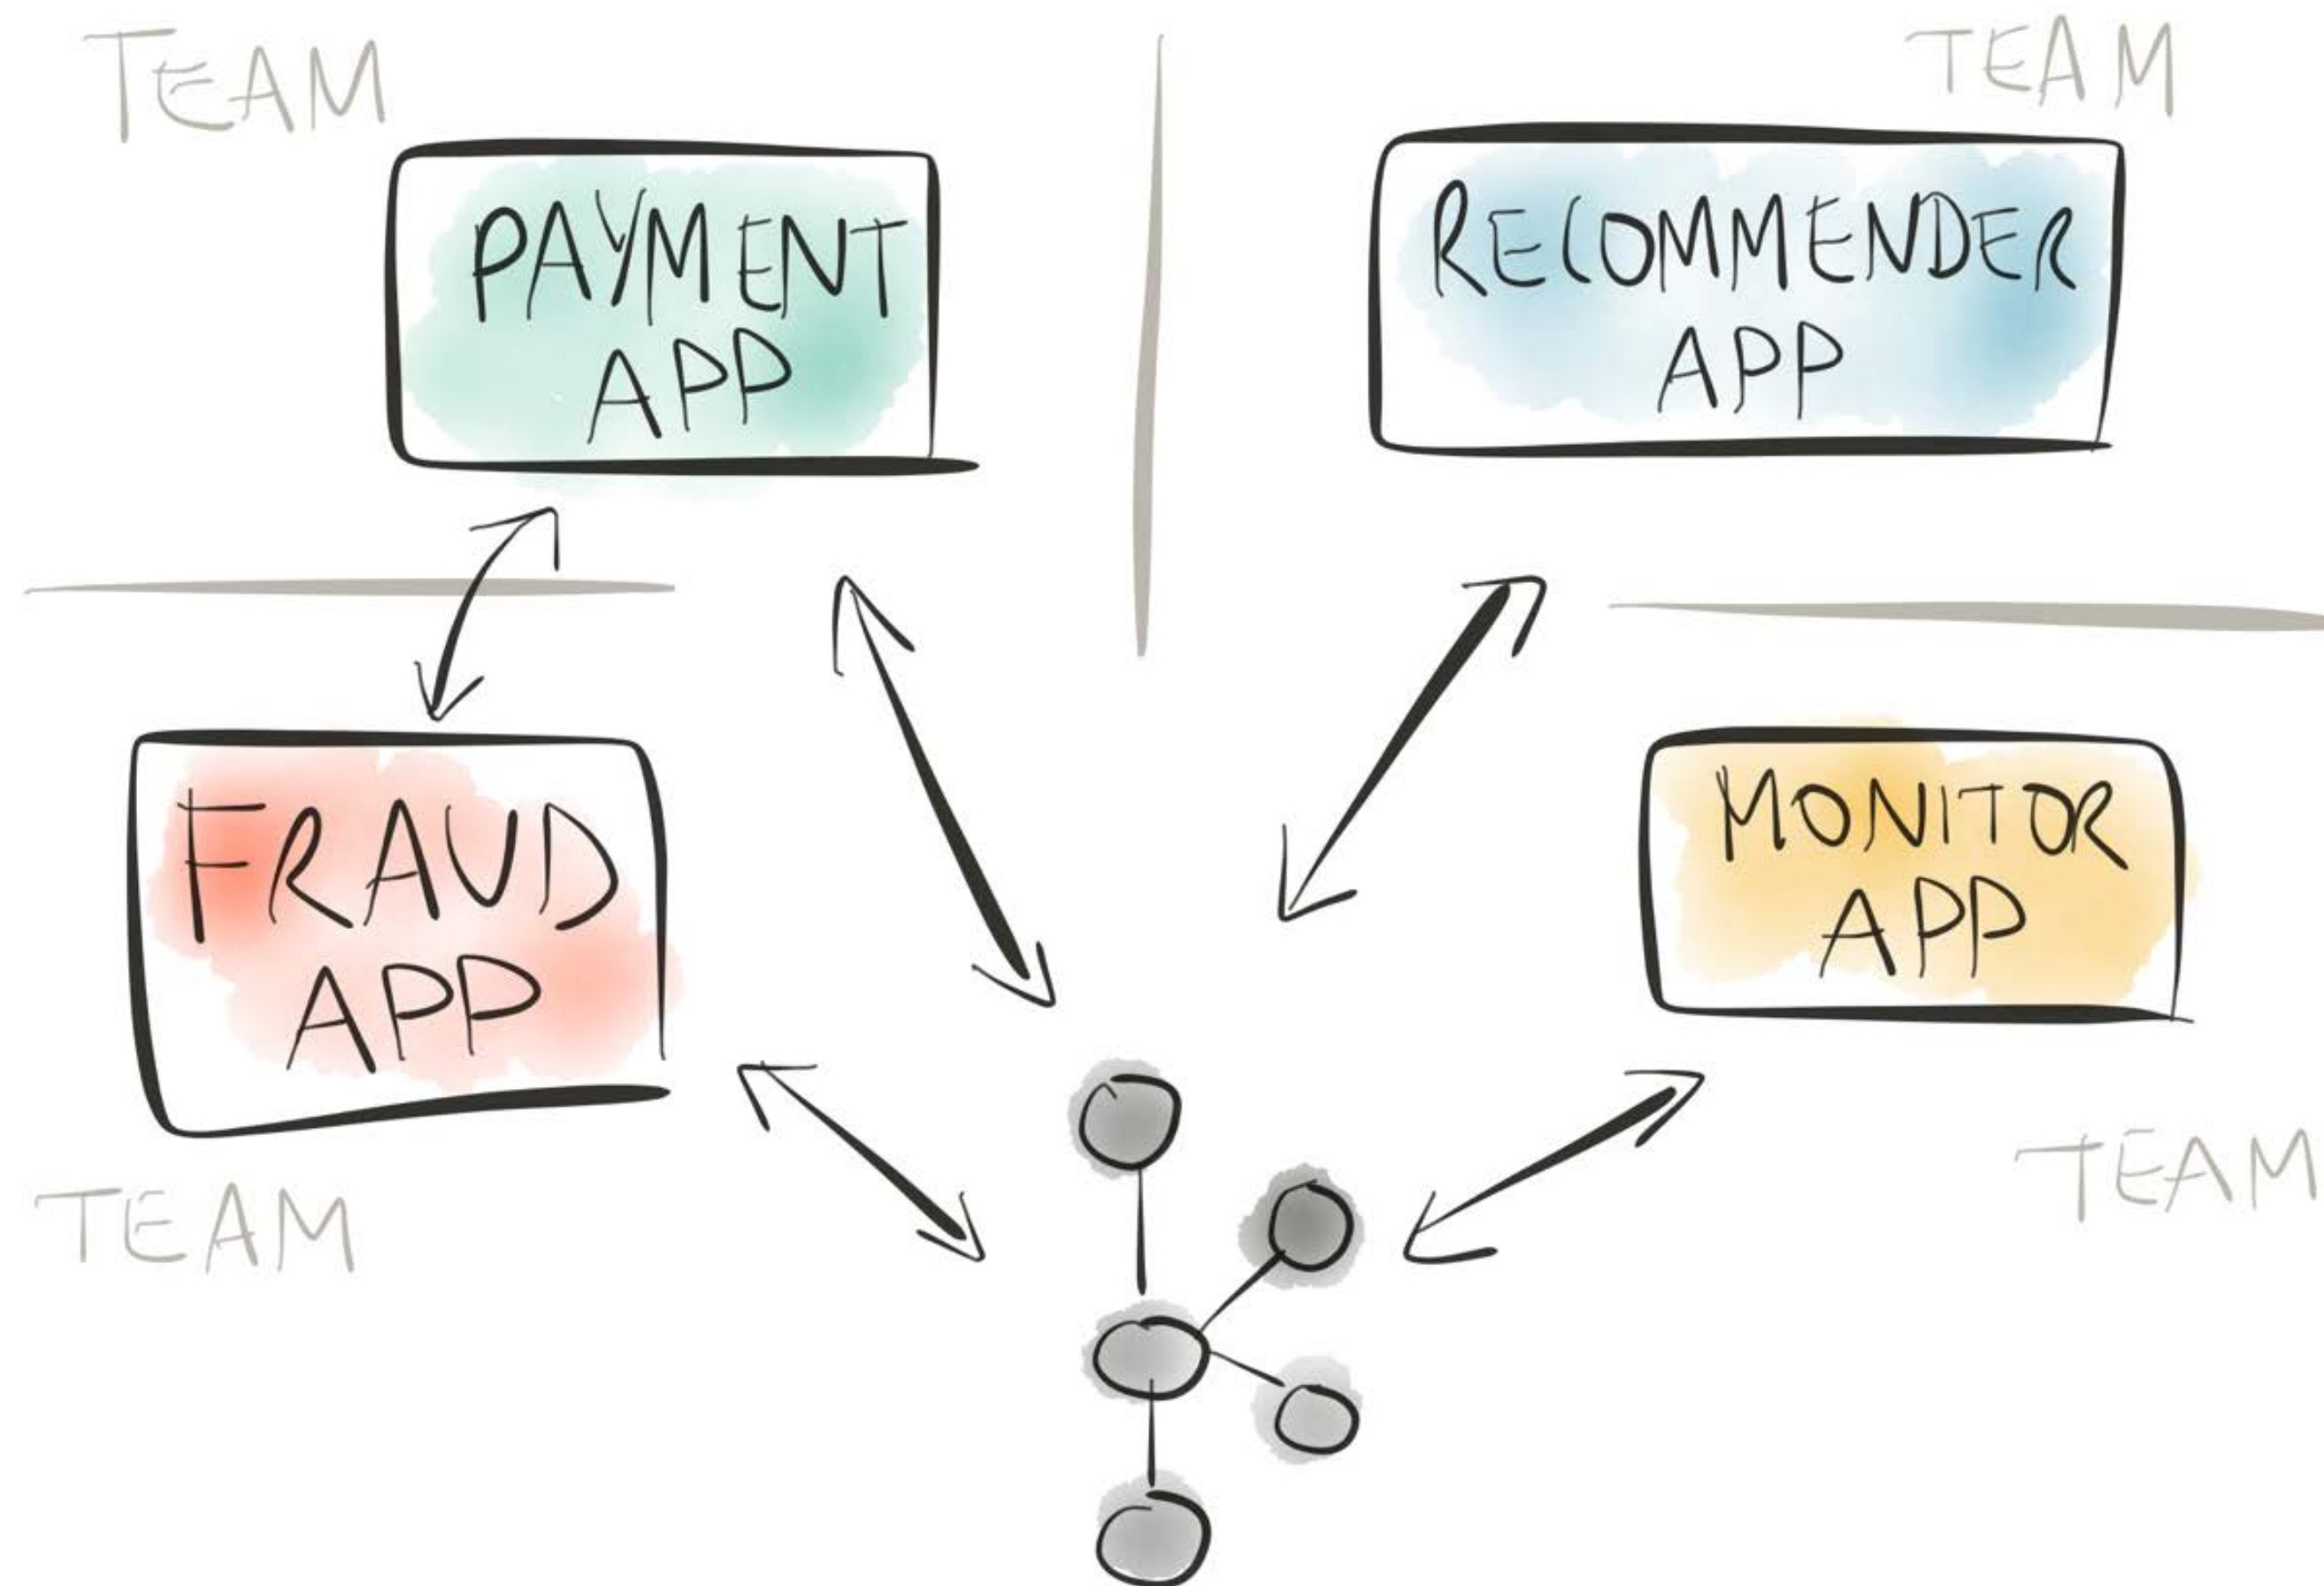 TEAM
TEAM
PAYMENT
APP
RECOMMENDER
APP
FRAUD
APP
MONITOR
APP
TEAM
TEAM